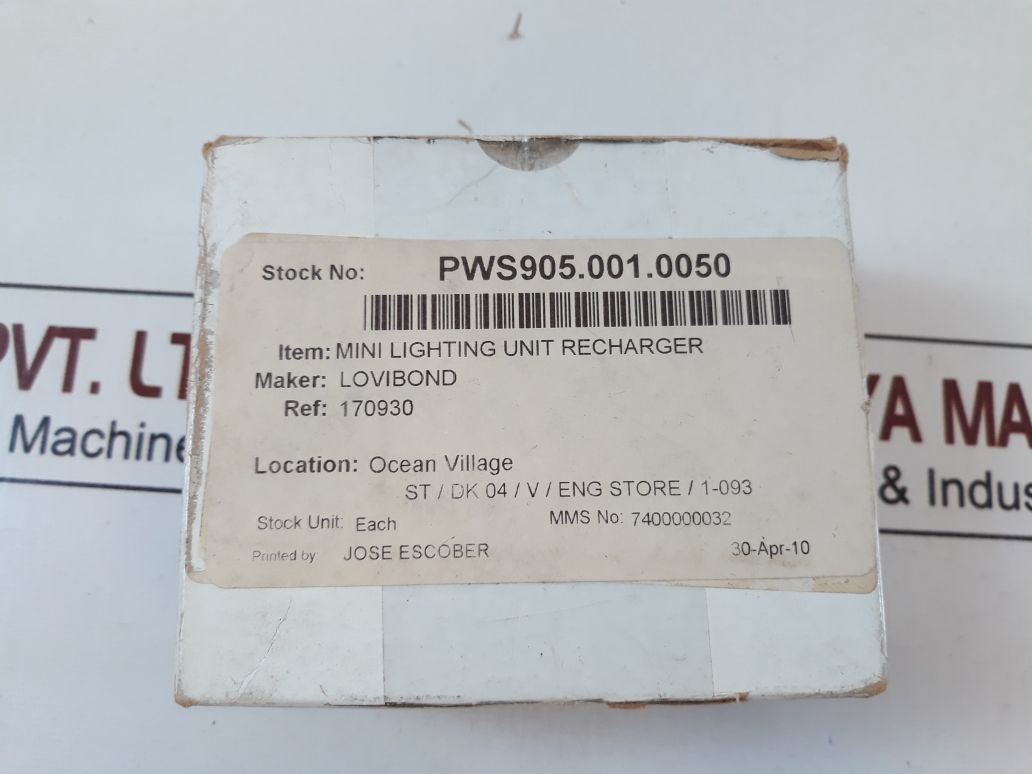 Stock No: PWS905.001.0050
Item: MINI LIGHTING UNIT RECHARGER
Maker: LOVIBOND
Ref: 170930
Location: Ocean Village
ST / DK 04 / V / ENG STORE / 1-093
Stock Unit: Each MMS No: 7400000032
Printed by: JOSE ESCOBER 30-Apr-10
PVT. LT
Machine
YA MA
& Indus